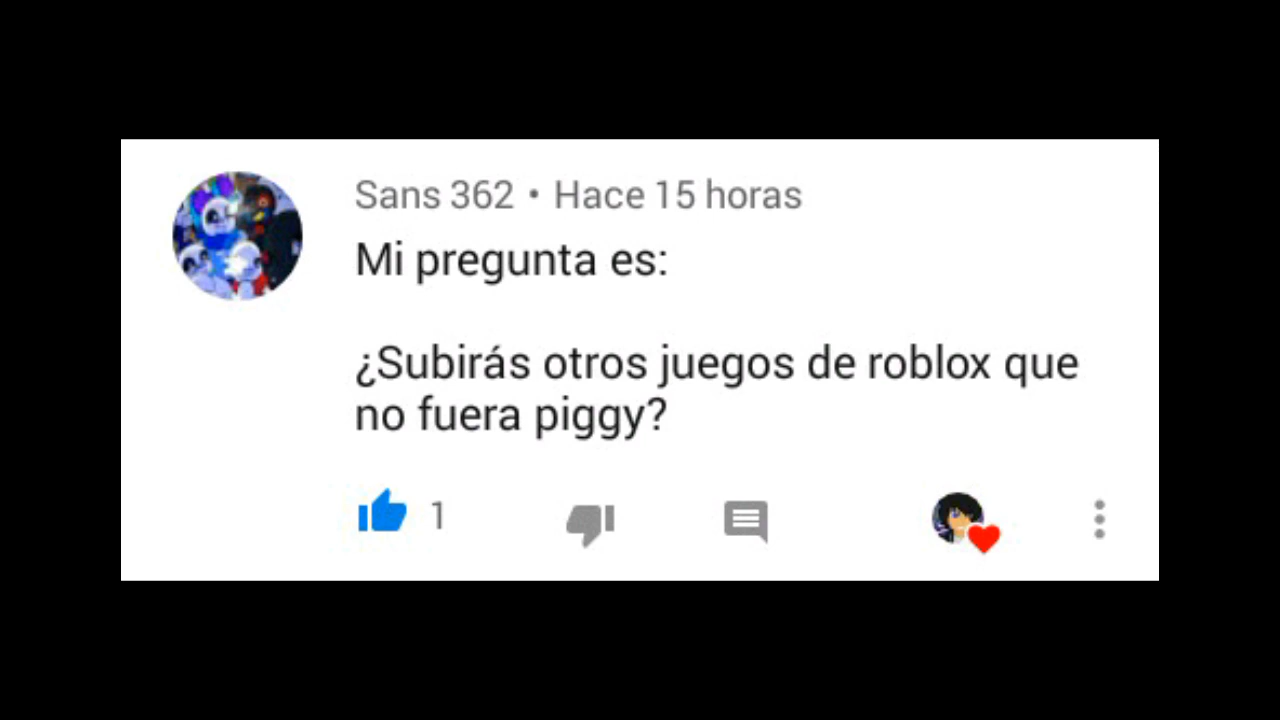 Sans 362 • Hace 15 horas
Mi pregunta es:
¿Subirás otros juegos de roblox que
no fuera piggy?
1